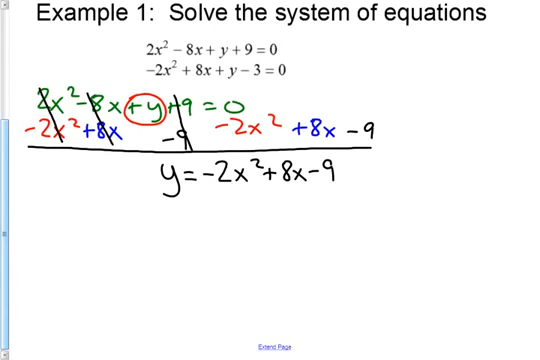 Example 1: Solve the system of equations
2x² − 8x + y + 9 = 0
−2x² + 8x + y − 3 = 0
2x² − 8x + y + 9 = 0
−2x² + 8x − 9 −2x² + 8x − 9
y = −2x² + 8x − 9
Extend Page